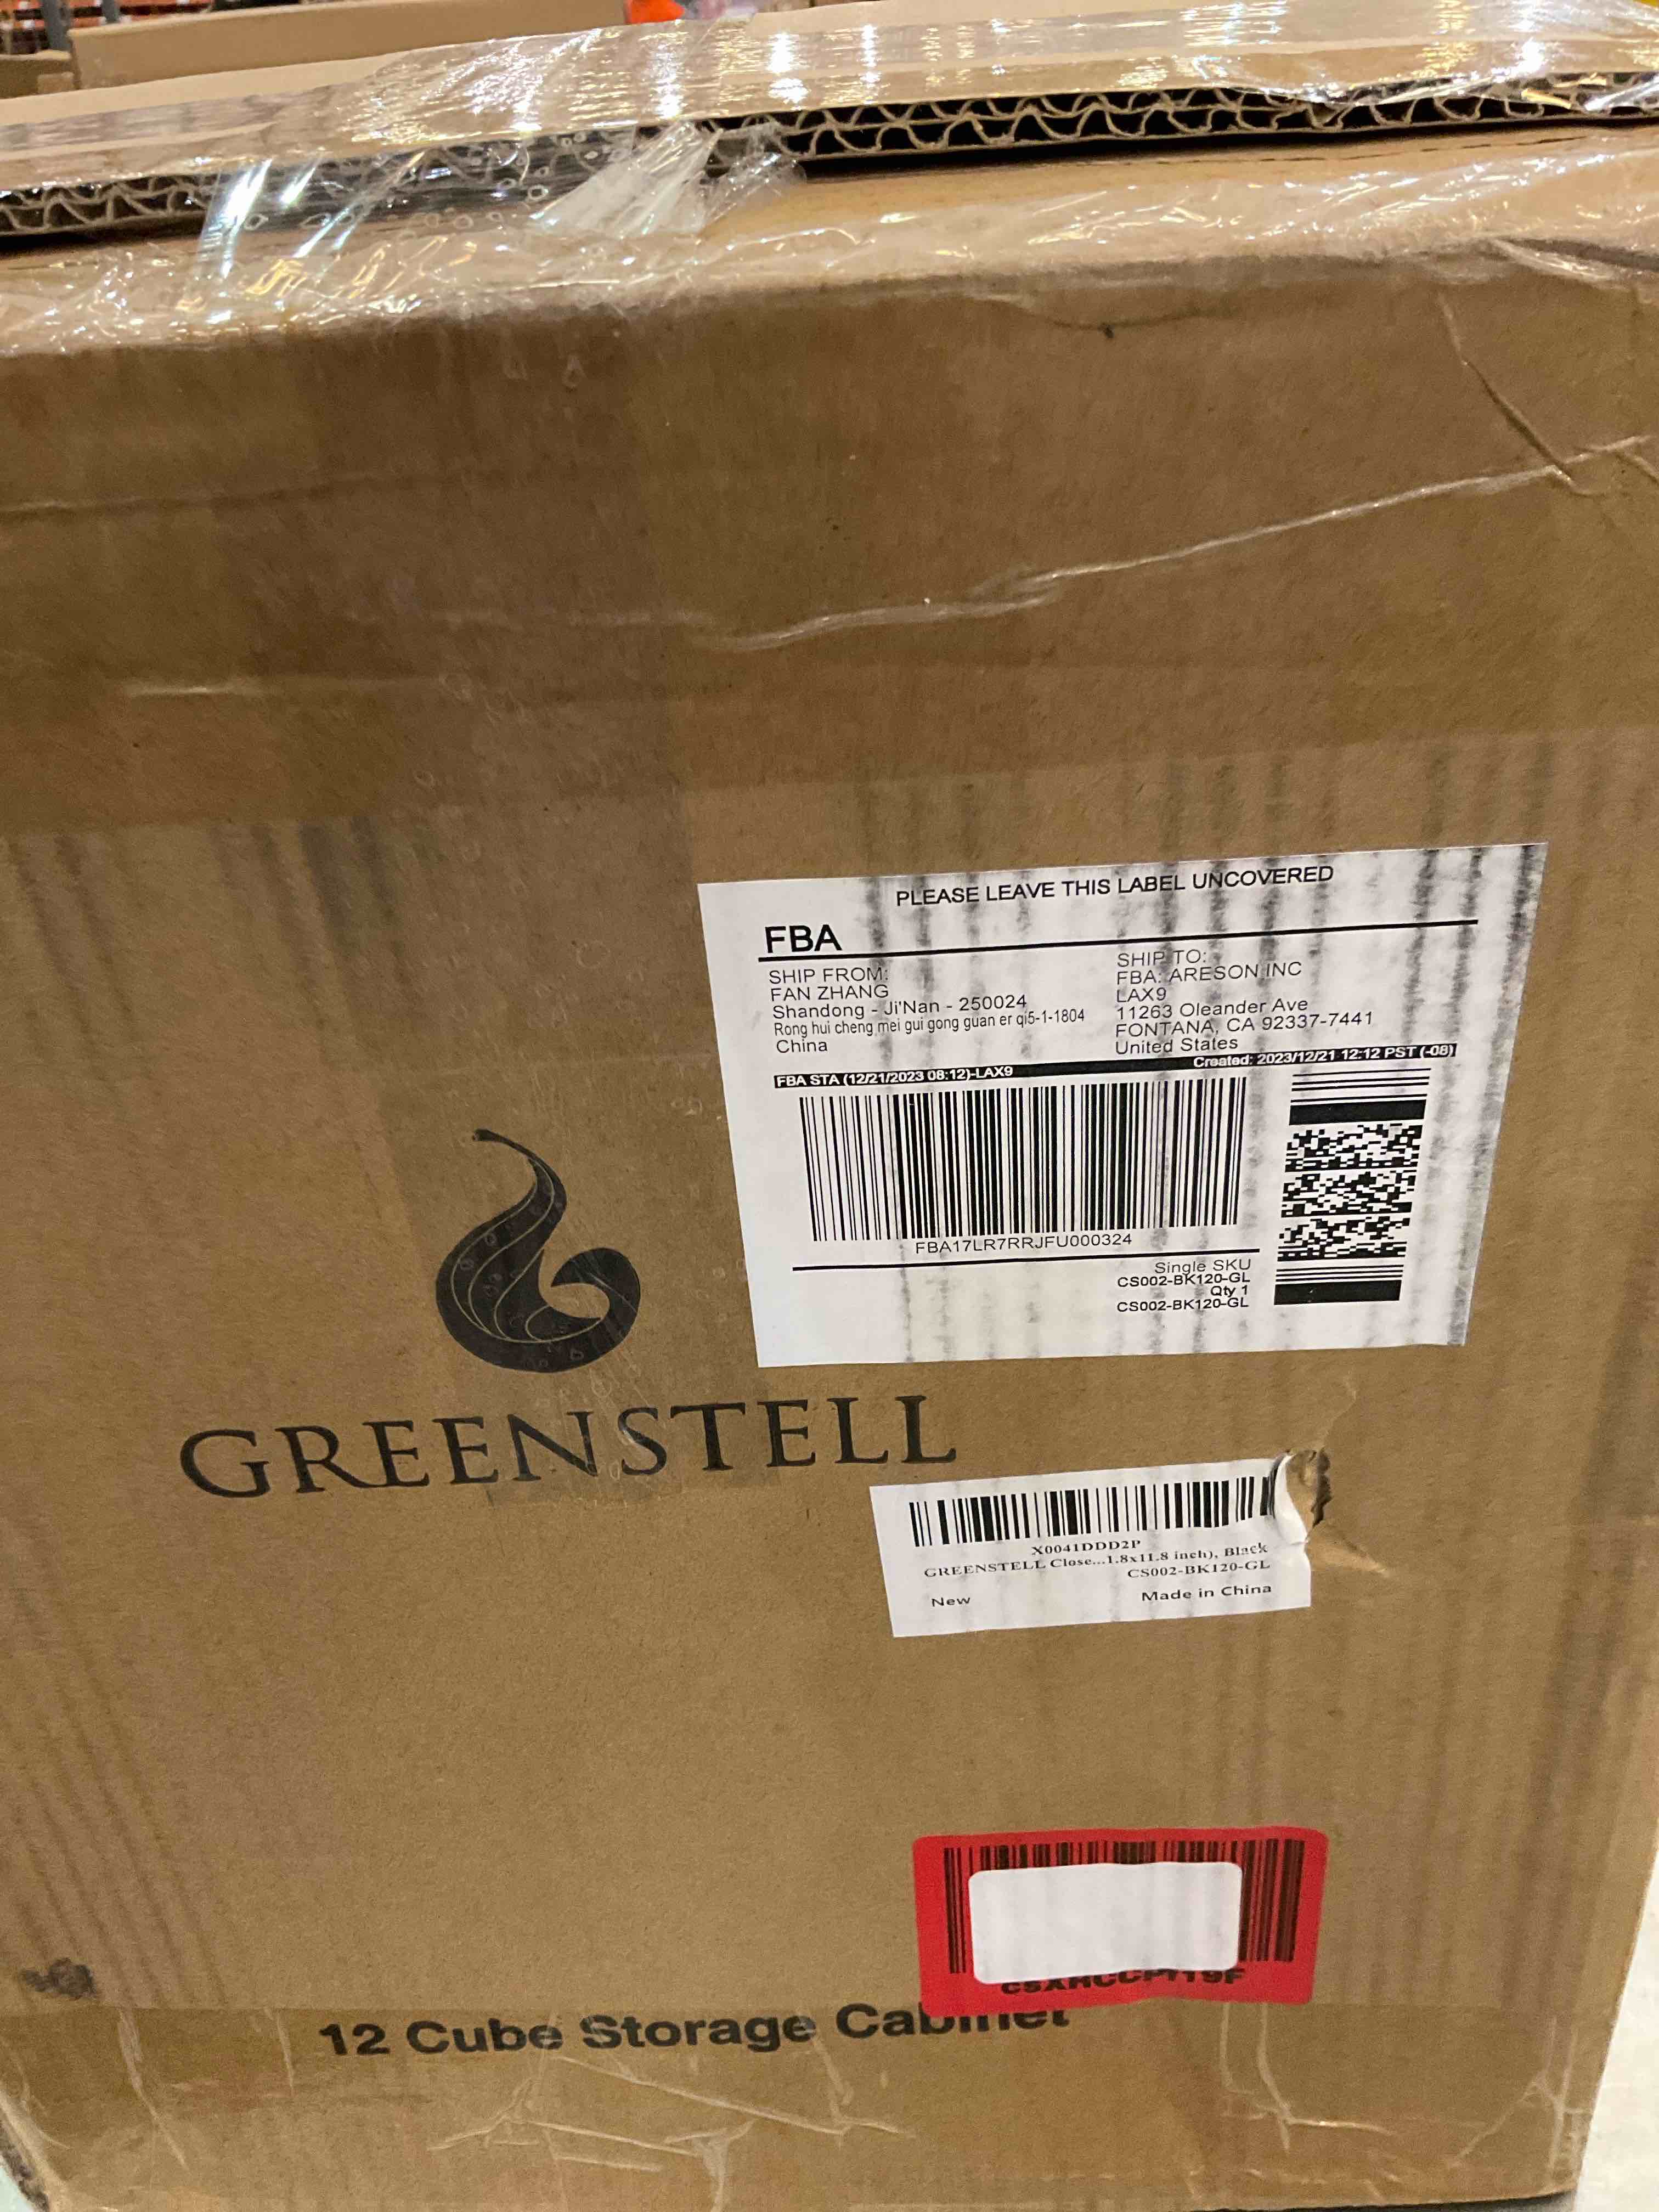 PLEASE LEAVE THIS LABEL UNCOVERED
FBA
SHIP FROM:
FAN ZHANG
Shandong - Ji'Nan - 250024
Rong hui cheng mei gui gong guan er qi5-1-1804
China
SHIP TO:
FBA: ARESON INC
LAX9
11263 Oleander Ave
FONTANA, CA 92337-7441
United States
FBA STA (12/21/2023 08:12)-LAX9
Created: 2023/12/21 12:12 PST (-08)
FBA17LR7RRJFU000324
Single SKU
CS002-BK120-GL
Qty 1
CS002-BK120-GL
GREENSTELL
X0041DDD2P
GREENSTELL Close...1.8x11.8 inch), Black
CS002-BK120-GL
New
Made in China
12 Cube Storage Cabinet